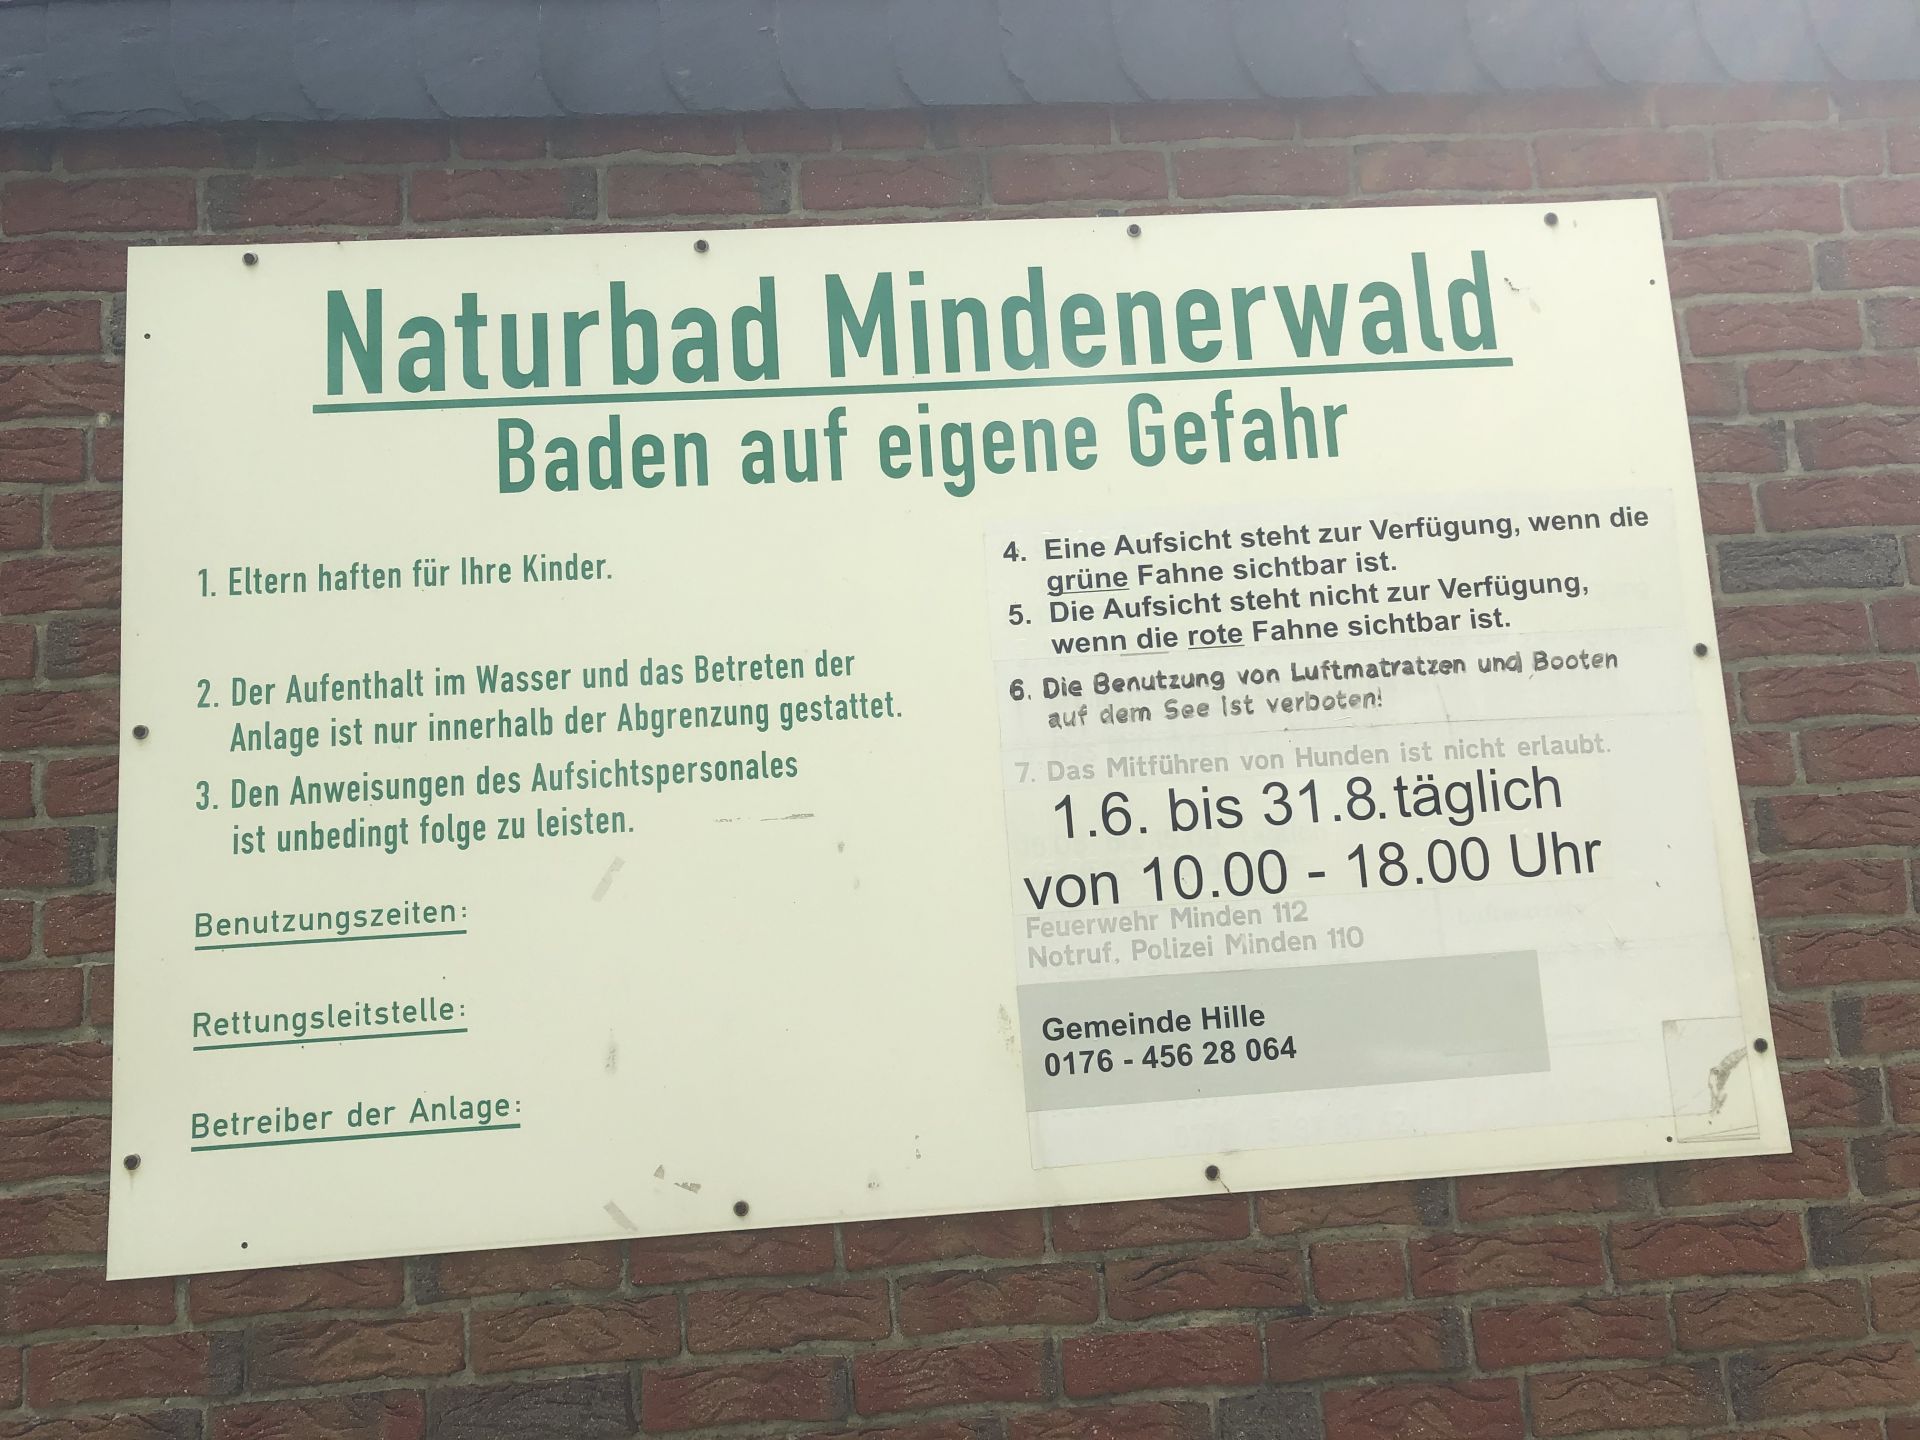 Naturbad Mindenerwald
Baden auf eigene Gefahr
1. Eltern haften für Ihre Kinder.
2. Der Aufenthalt im Wasser und das Betreten der
Anlage ist nur innerhalb der Abgrenzung gestattet.
3. Den Anweisungen des Aufsichtspersonales
ist unbedingt folge zu leisten.
4. Eine Aufsicht steht zur Verfügung, wenn die
grüne Fahne sichtbar ist.
5. Die Aufsicht steht nicht zur Verfügung,
wenn die rote Fahne sichtbar ist.
6. Die Benutzung von Luftmatratzen und Booten
auf dem See ist verboten!
7. Das Mitführen von Hunden ist nicht erlaubt.
Benutzungszeiten:
1.6. bis 31.8. täglich
von 10.00 - 18.00 Uhr
Rettungsleitstelle:
Feuerwehr Minden 112
Notruf, Polizei Minden 110
Betreiber der Anlage:
Gemeinde Hille
0176 - 456 28 064